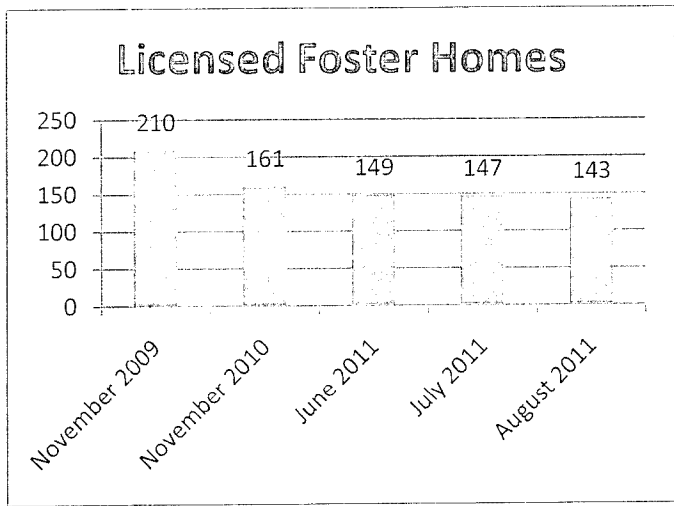 Licensed Foster Homes
250
200
150
100
50
0
210
161
149
147
143
November 2009
November 2010
June 2011
July 2011
August 2011